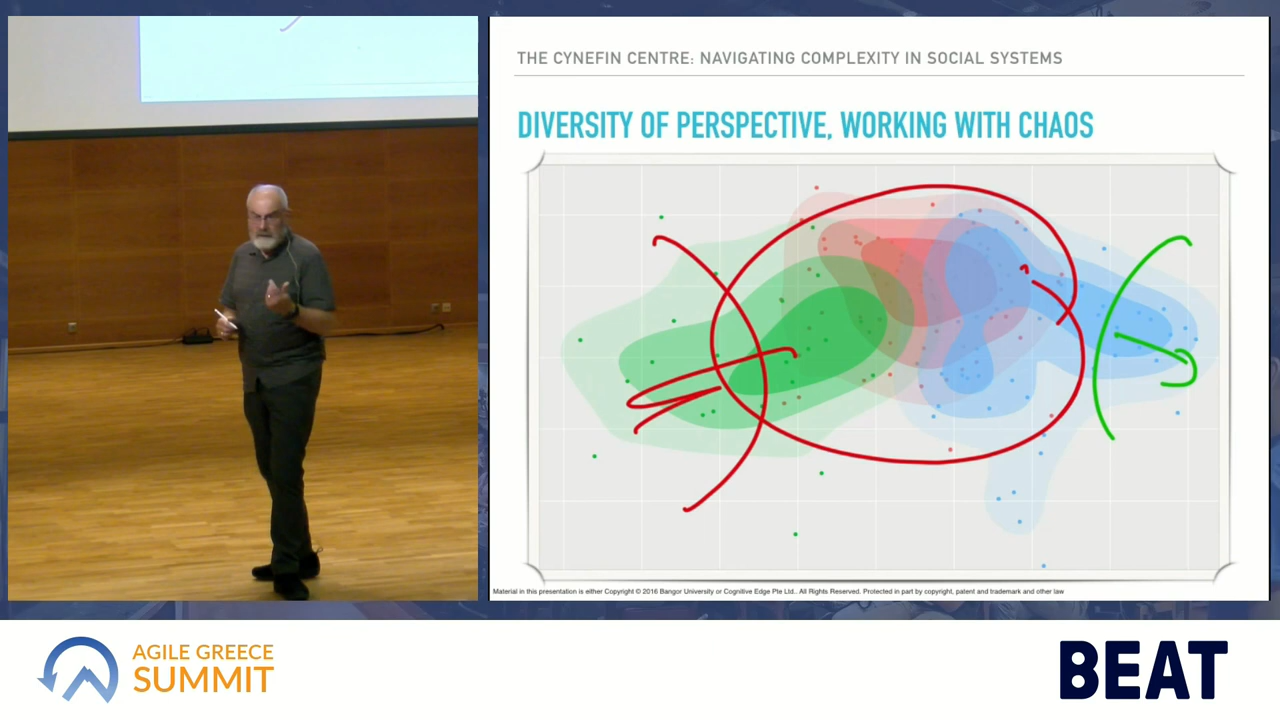 THE CYNEFIN CENTRE: NAVIGATING COMPLEXITY IN SOCIAL SYSTEMS
DIVERSITY OF PERSPECTIVE, WORKING WITH CHAOS
Material in this presentation is either Copyright © 2016 Bangor University or Cognitive Edge Pte Ltd.. All Rights Reserved. Protected in part by copyright, patent and trademark and other law
AGILE GREECE
SUMMIT
BEAT